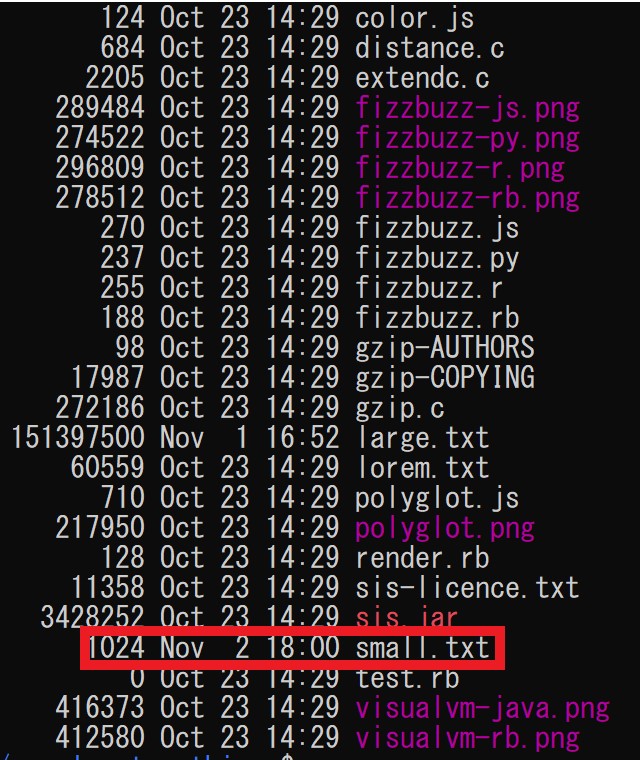 124 Oct 23 14:29 color.js
684 Oct 23 14:29 distance.c
2205 Oct 23 14:29 extendc.c
289484 Oct 23 14:29 fizzbuzz-js.png
274522 Oct 23 14:29 fizzbuzz-py.png
296809 Oct 23 14:29 fizzbuzz-r.png
278512 Oct 23 14:29 fizzbuzz-rb.png
270 Oct 23 14:29 fizzbuzz.js
237 Oct 23 14:29 fizzbuzz.py
255 Oct 23 14:29 fizzbuzz.r
188 Oct 23 14:29 fizzbuzz.rb
98 Oct 23 14:29 gzip-AUTHORS
17987 Oct 23 14:29 gzip-COPYING
272186 Oct 23 14:29 gzip.c
151397500 Nov  1 16:52 large.txt
60559 Oct 23 14:29 lorem.txt
710 Oct 23 14:29 polyglot.js
217950 Oct 23 14:29 polyglot.png
128 Oct 23 14:29 render.rb
11358 Oct 23 14:29 sis-licence.txt
3428252 Oct 23 14:29 sis.jar
1024 Nov  2 18:00 small.txt
0 Oct 23 14:29 test.rb
416373 Oct 23 14:29 visualvm-java.png
412580 Oct 23 14:29 visualvm-rb.png